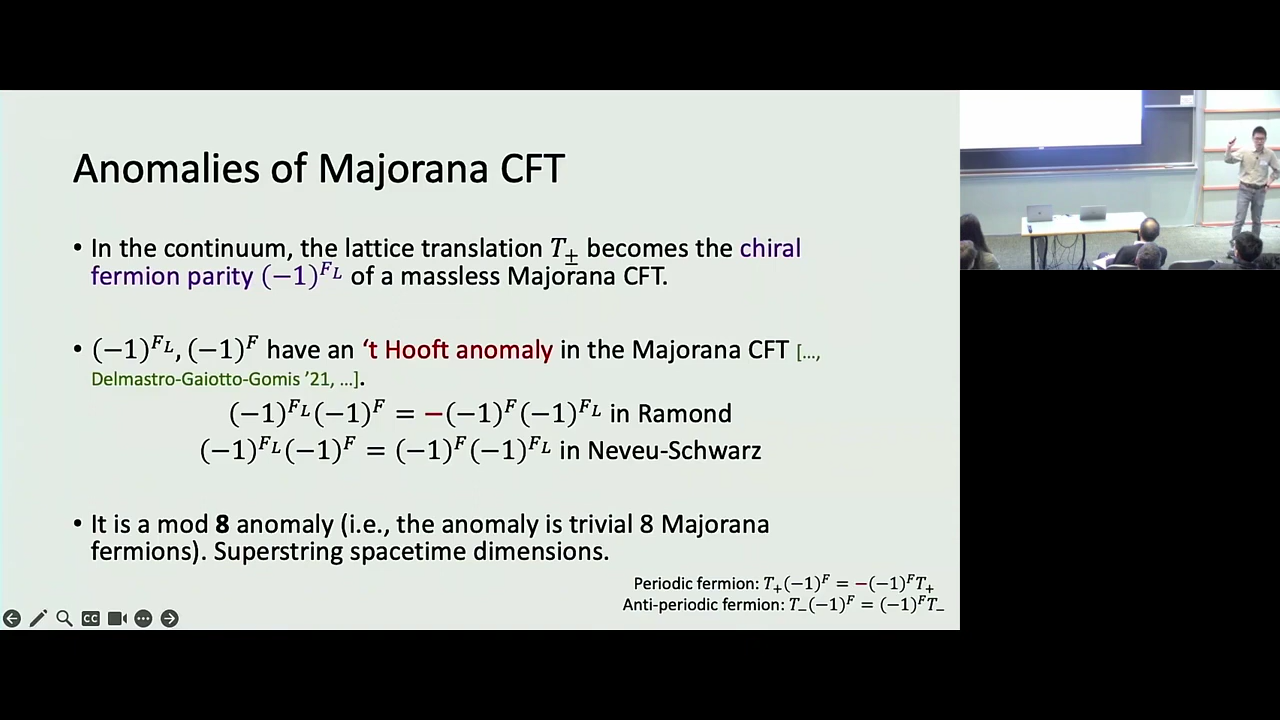 Anomalies of Majorana CFT
• In the continuum, the lattice translation T± becomes the chiral
fermion parity (−1)^{F_L} of a massless Majorana CFT.
• (−1)^{F_L}, (−1)^F have an ‘t Hooft anomaly in the Majorana CFT [...,
Delmastro-Gaiotto-Gomis ’21, ...].
(−1)^{F_L}(−1)^F = −(−1)^F(−1)^{F_L} in Ramond
(−1)^{F_L}(−1)^F = (−1)^F(−1)^{F_L} in Neveu-Schwarz
• It is a mod 8 anomaly (i.e., the anomaly is trivial 8 Majorana
fermions). Superstring spacetime dimensions.
Periodic fermion: T₊(−1)^F = −(−1)^F T₊
Anti-periodic fermion: T₋(−1)^F = (−1)^F T₋
CC